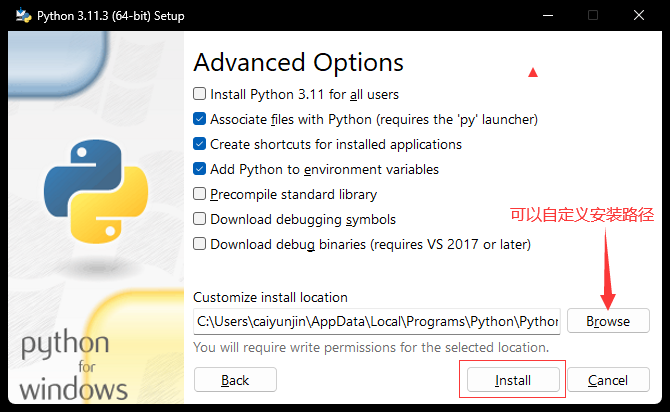 Python 3.11.3 (64-bit) Setup
Advanced Options
Install Python 3.11 for all users
Associate files with Python (requires the 'py' launcher)
Create shortcuts for installed applications
Add Python to environment variables
Precompile standard library
Download debugging symbols
Download debug binaries (requires VS 2017 or later)
可以自定义安装路径
Customize install location
C:\Users\caiyunjin\AppData\Local\Programs\Python\Python
Browse
You will require write permissions for the selected location.
Back
Install
Cancel
python
for
windows